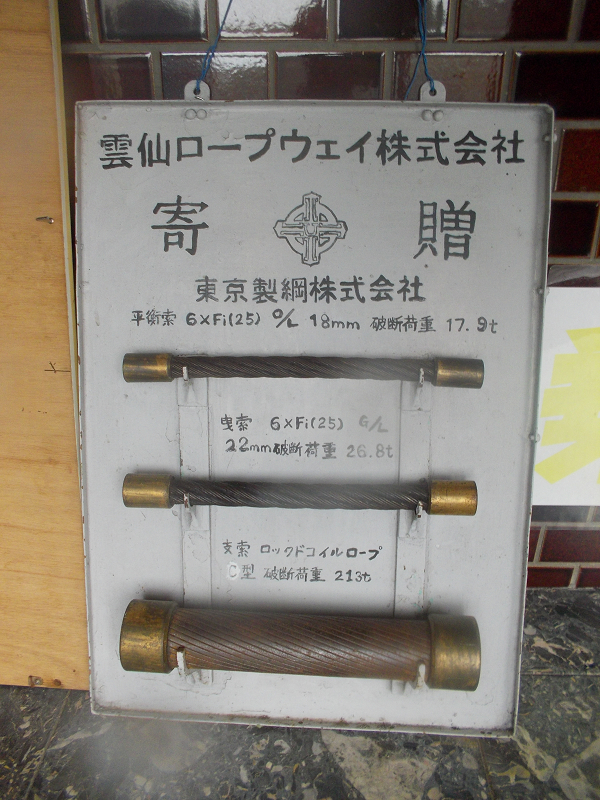 雲仙ロープウェイ株式会社
寄 贈
東京製綱株式会社
平衡索 6×Fi(25) O/L 18mm 破断荷重 17.9t
曳索 6×Fi(25) G/L
22mm破断荷重 26.8t
支索 ロックドコイルロープ
C型 破断荷重 213t